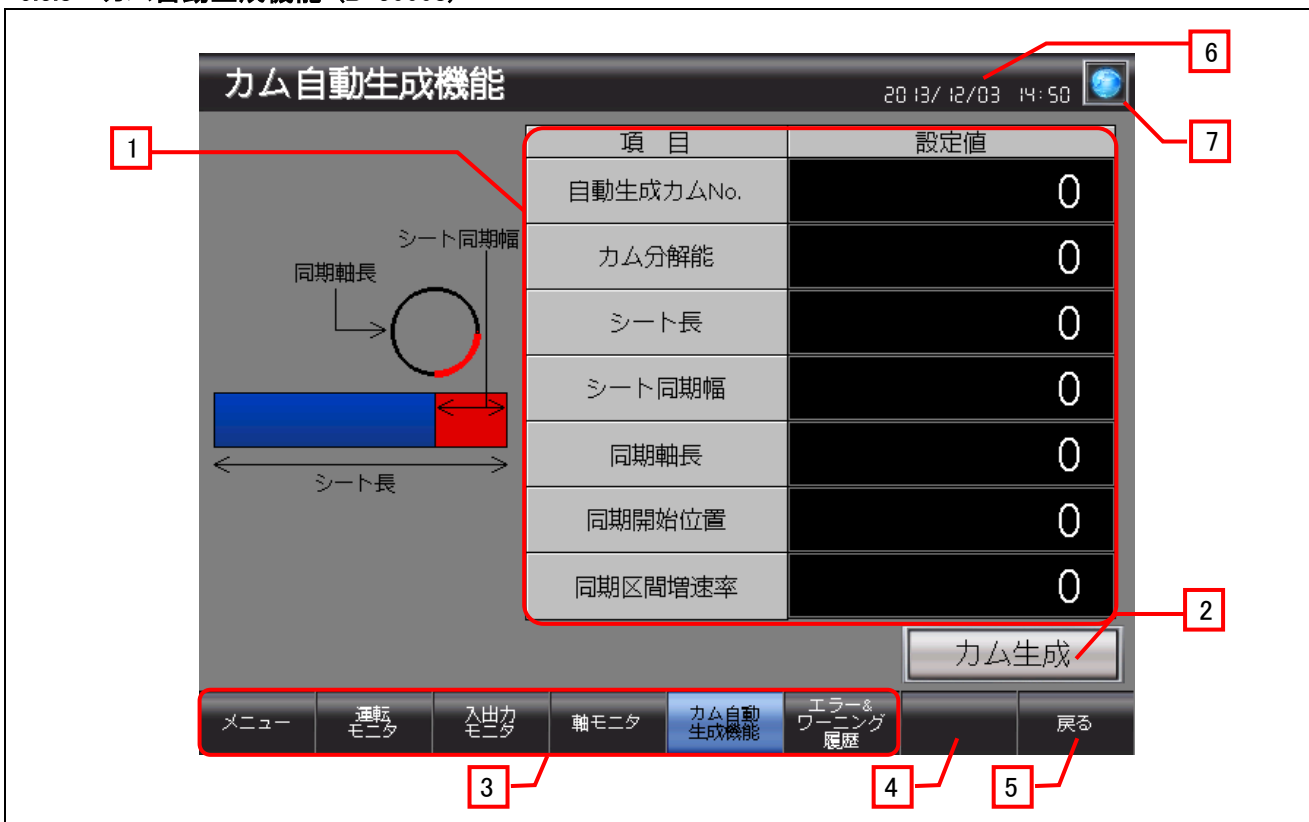 カム自動生成機能
2013/12/03 14:50
6
7
1
項 目 設定値
自動生成カムNo. 0
カム分解能 0
シート長 0
シート同期幅 0
同期軸長 0
同期開始位置 0
同期区間増速率 0
シート同期幅
同期軸長
シート長
2
カム生成
メニュー
運転
モニタ
入出力
モニタ
軸モニタ
カム自動
生成機能
エラー&
ワーニング
履歴
戻る
3
4
5